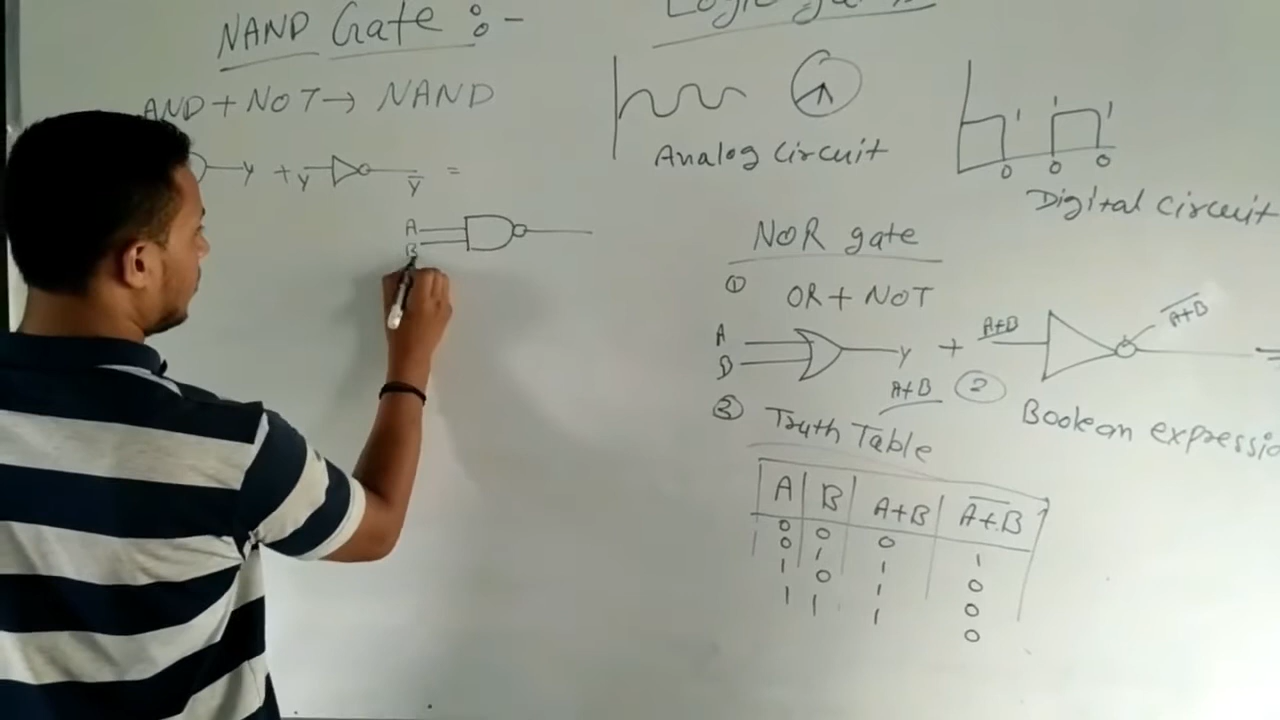 NAND Gate :-
AND + NOT → NAND
y + y ȳ =
A
B
Logic
Analog Circuit
1 1 1
0 0 0
Digital Circuit
NOR gate
① OR + NOT
A
B
y + A+B A̅+̅B̅ =
A+B
② Boolean expressio
③ Truth Table
A B A+B A̅+̅B̅
0 0 0 1
0 1 1 0
1 0 1 0
1 1 1 0